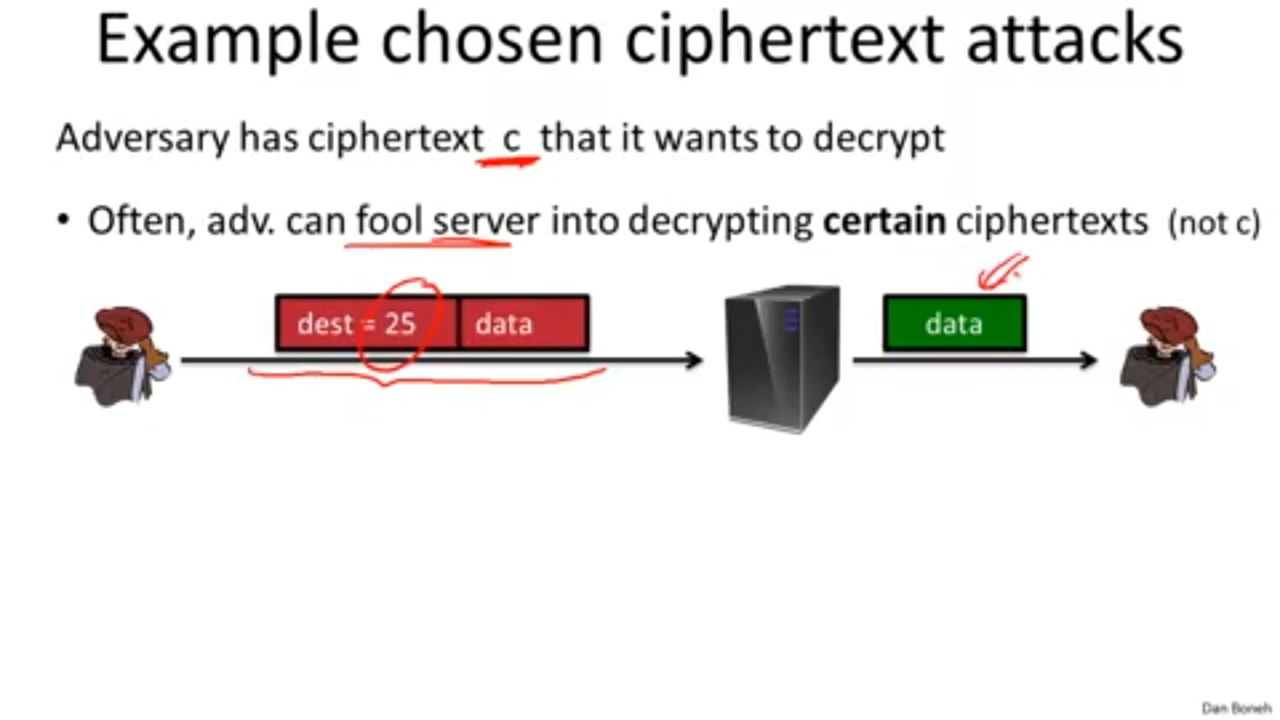 Example chosen ciphertext attacks
Adversary has ciphertext c that it wants to decrypt
• Often, adv. can fool server into decrypting certain ciphertexts (not c)
dest = 25 data data
Dan Boneh